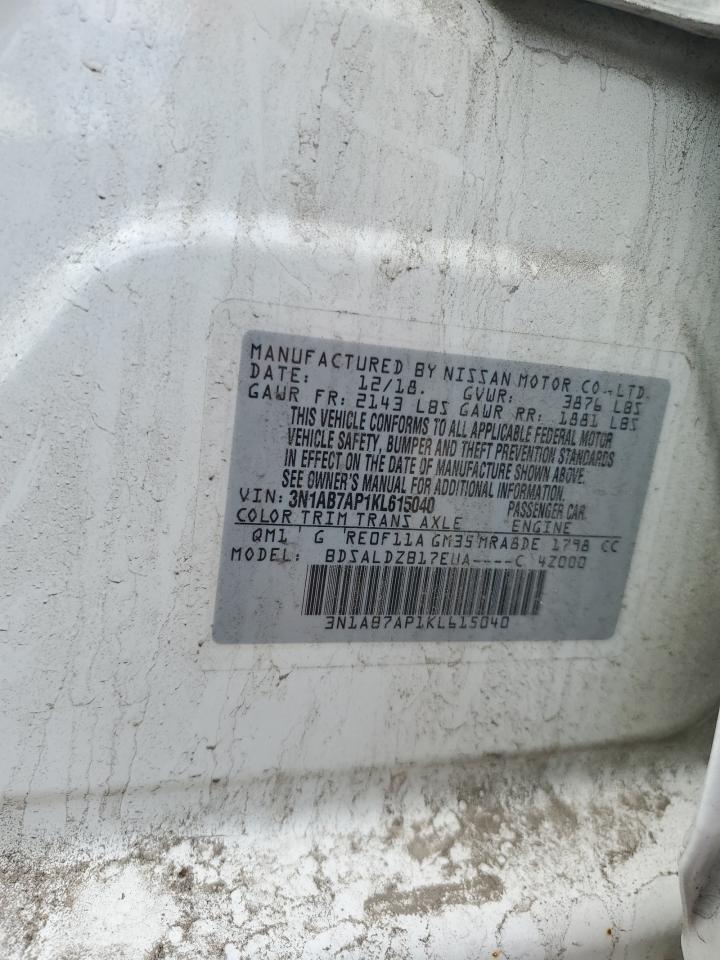 MANUFACTURED BY NISSAN MOTOR CO.,LTD.
DATE: 12/18. GVWR: 3876 LBS
GAWR FR: 2143 LBS GAWR RR: 1881 LBS
THIS VEHICLE CONFORMS TO ALL APPLICABLE FEDERAL MOTOR
VEHICLE SAFETY, BUMPER AND THEFT PREVENTION STANDARDS
IN EFFECT ON THE DATE OF MANUFACTURE SHOWN ABOVE.
SEE OWNER'S MANUAL FOR ADDITIONAL INFORMATION.
VIN: 3N1AB7AP1KL615040 PASSENGER CAR
COLOR TRIM TRANS AXLE ENGINE
QM1 G RE0F11A GM35 MRA8DE 1798 CC
MODEL: BDSALDZB17EUA----C 4Z000
3N1AB7AP1KL615040